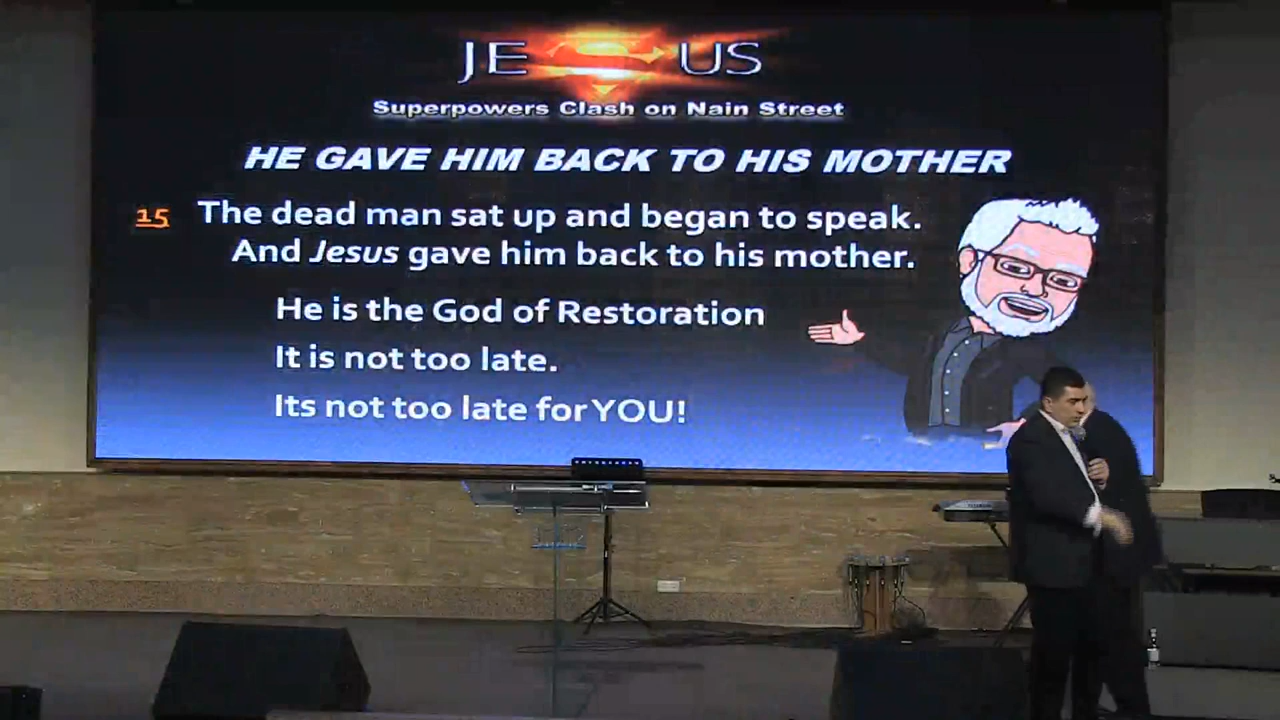 JESUS
Superpowers Clash on Nain Street
HE GAVE HIM BACK TO HIS MOTHER
15 The dead man sat up and began to speak.
And Jesus gave him back to his mother.
He is the God of Restoration
It is not too late.
Its not too late for YOU!